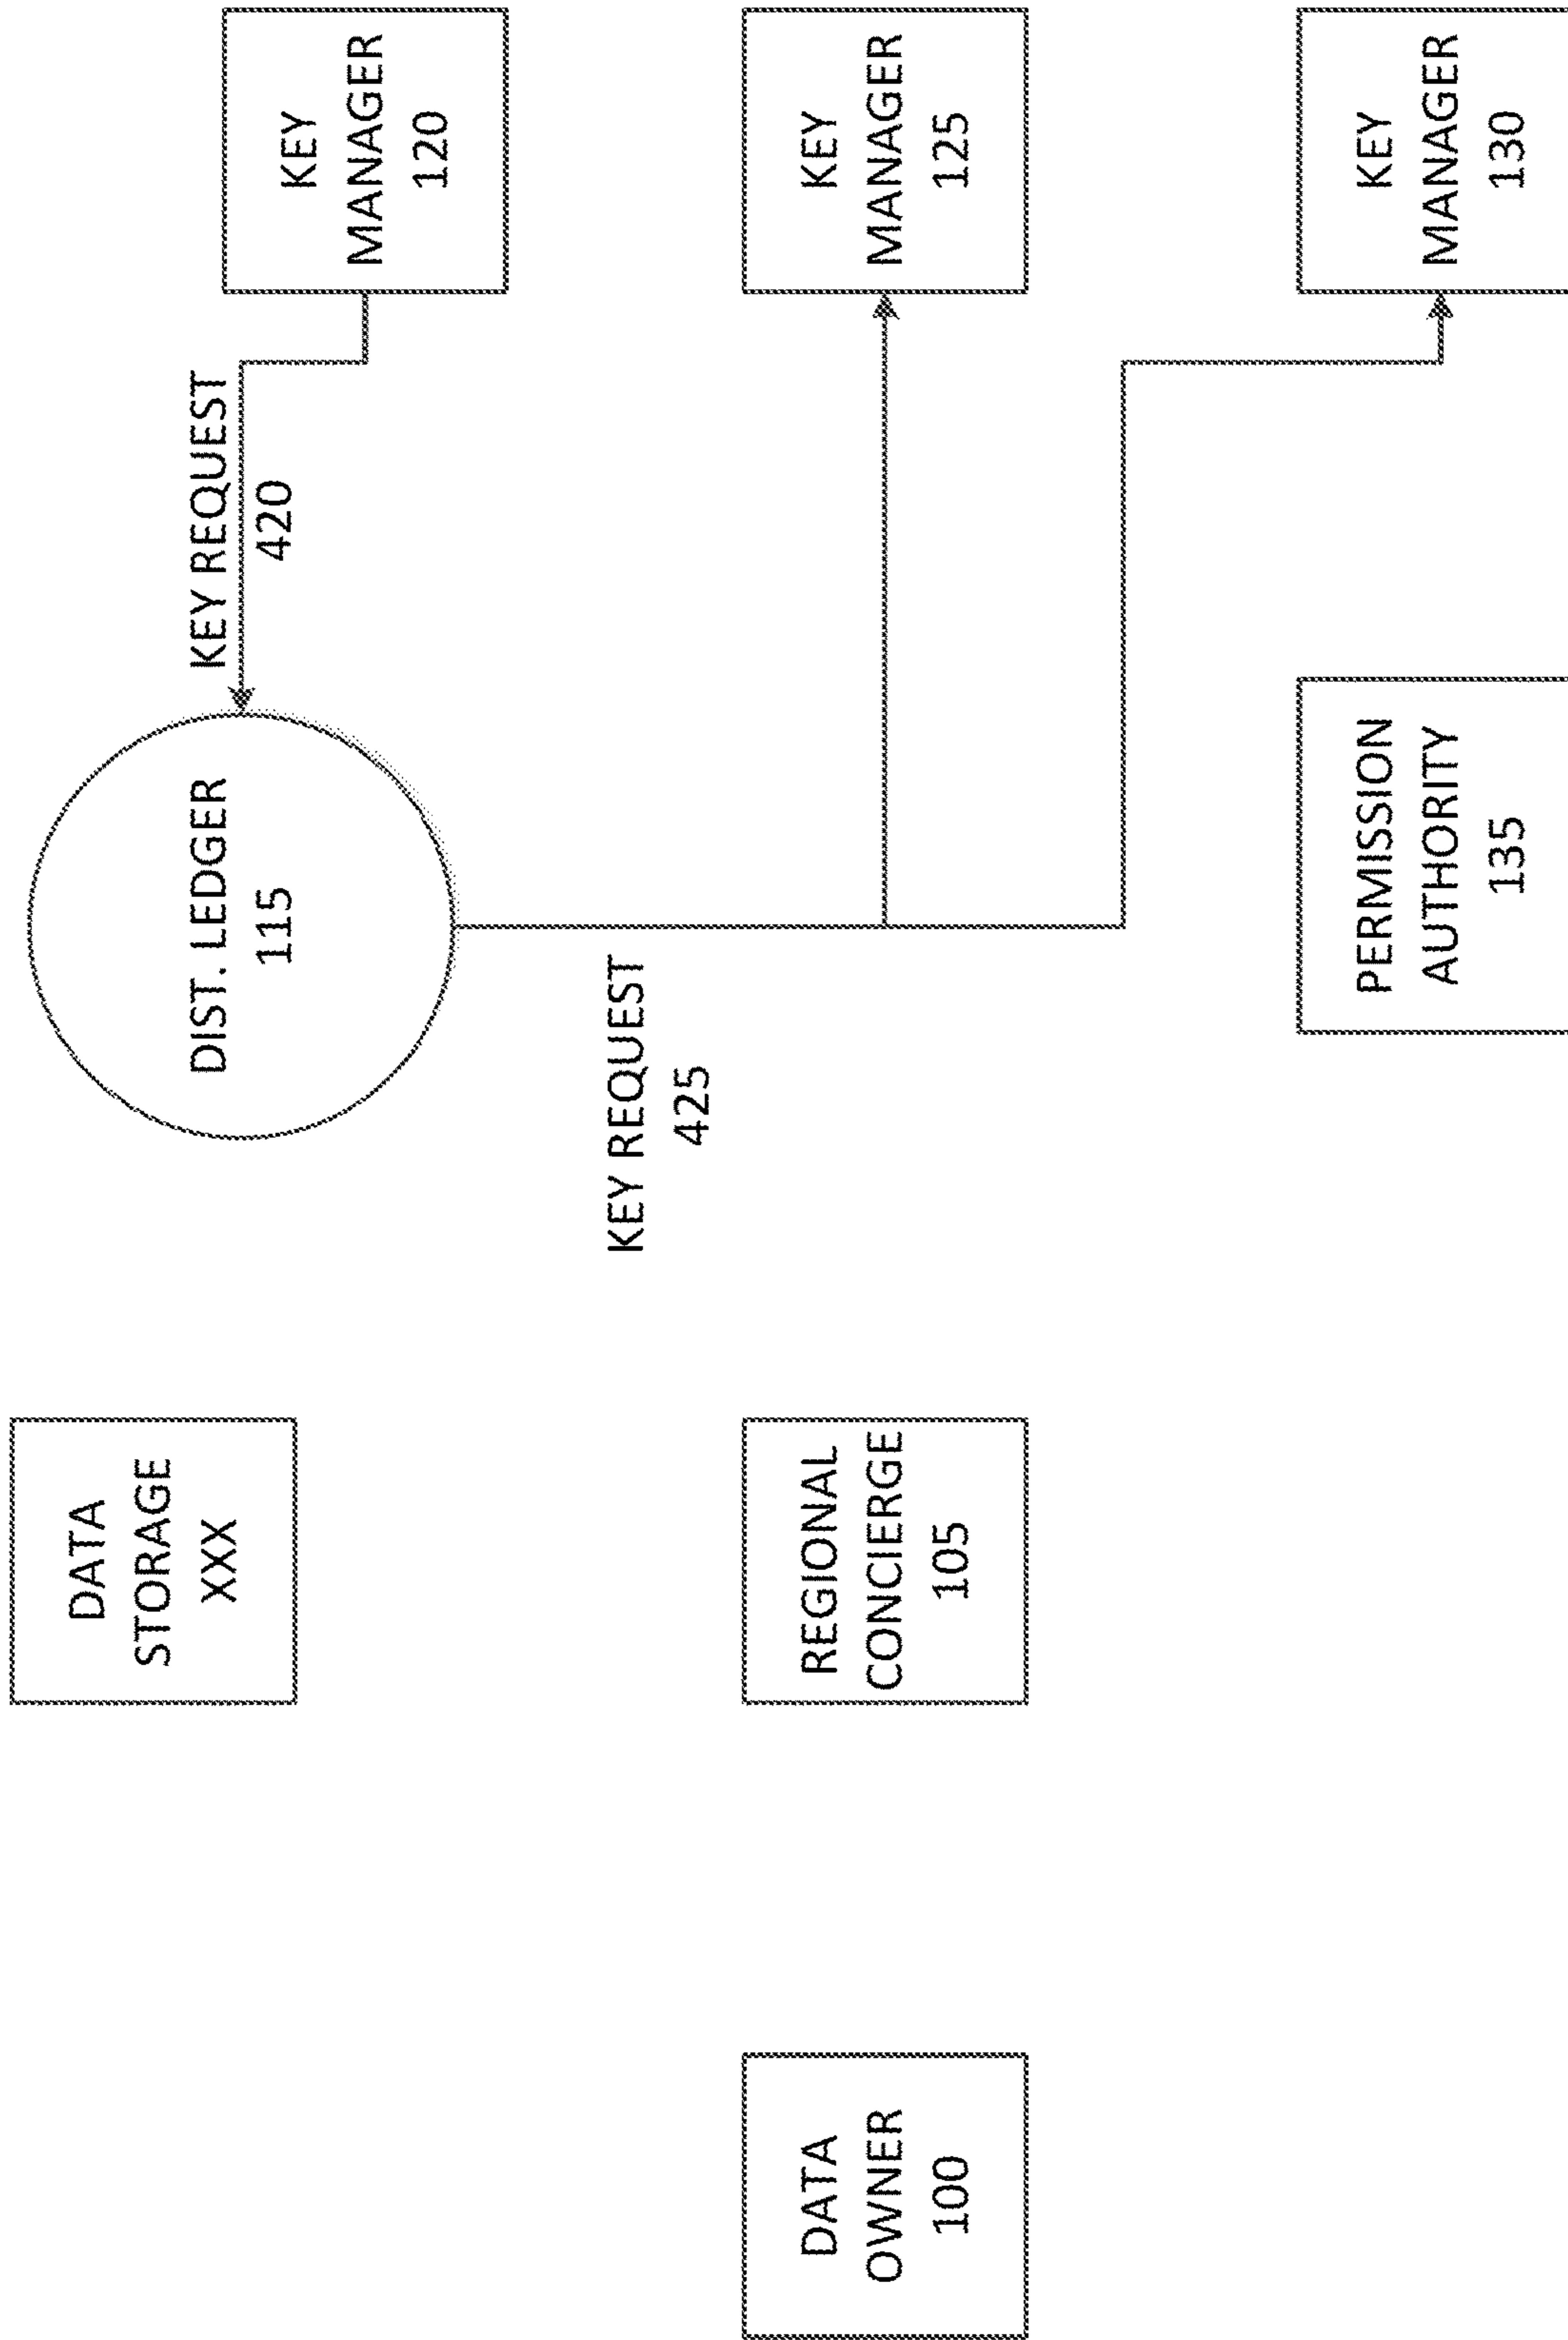 DATA
STORAGE
XXX
DIST. LEDGER
115
KEY REQUEST
420
KEY
MANAGER
120
KEY REQUEST
425
DATA
OWNER
100
REGIONAL
CONCIERGE
105
KEY
MANAGER
125
PERMISSION
AUTHORITY
135
KEY
MANAGER
130